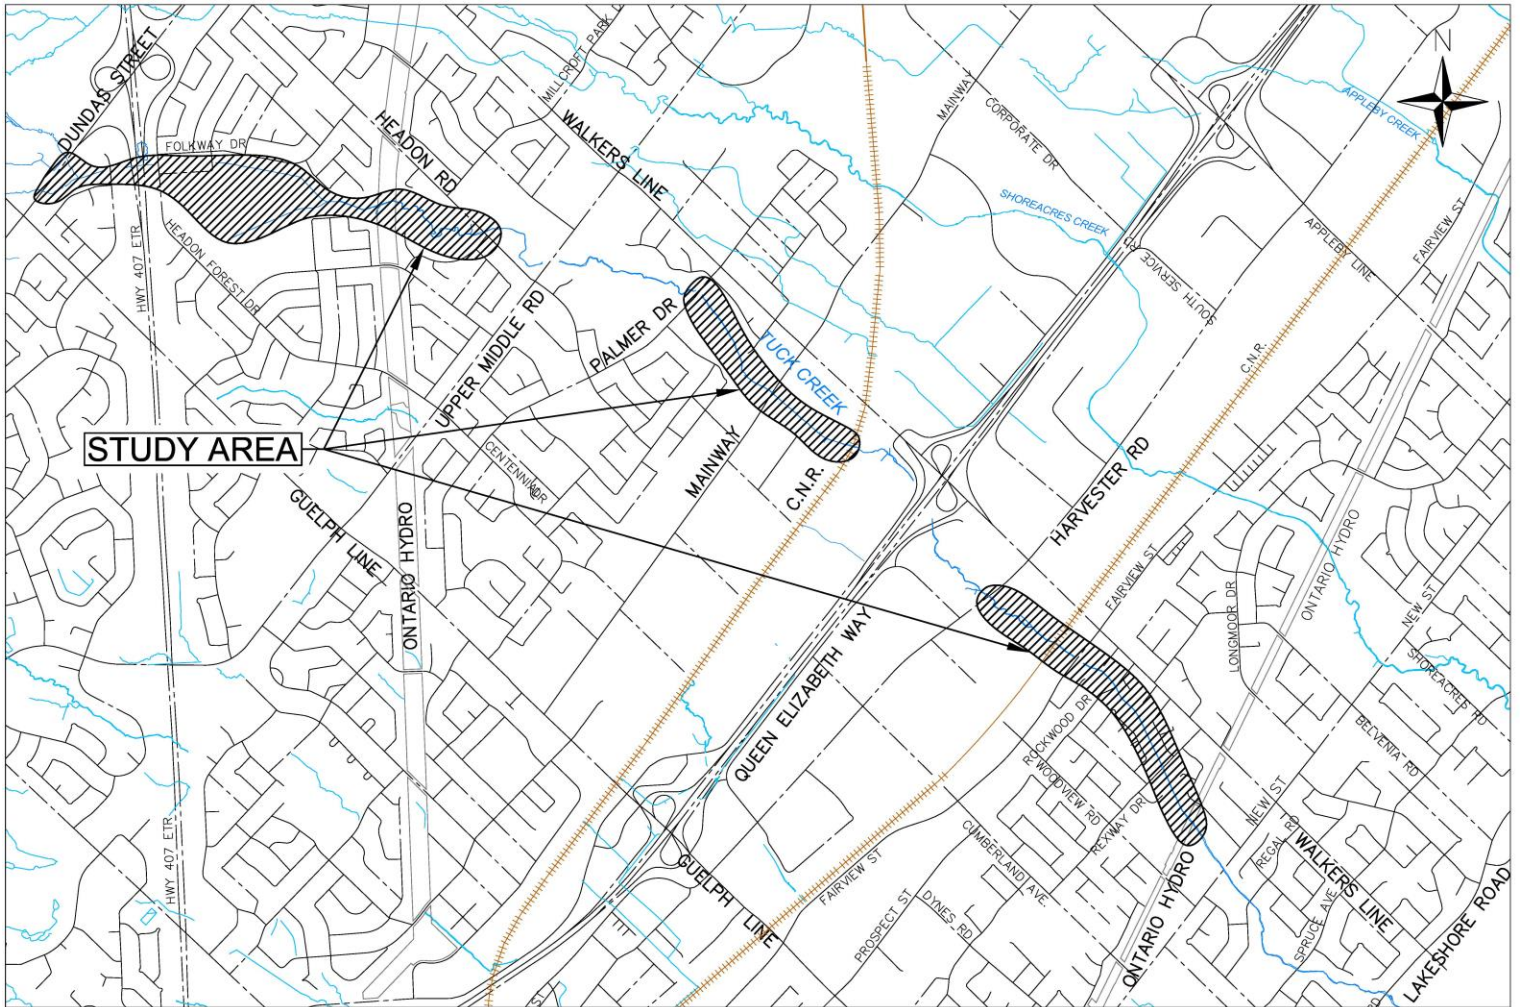 N
DUNDAS STREET
FOLKWAY DR
HEADON RD
MILLCROFT PARK
WALKERS LINE
MAINWAY
CORPORATE DR
APPLEBY CREEK
SHOREACRES CREEK
HWY 407 ETR
HEADON FOREST DR
SOUTH SERVICE RD
APPLEBY LINE
FAIRVIEW ST
UPPER MIDDLE RD
PALMER DR
TUCK CREEK
C.N.R.
STUDY AREA
CENTENNIAL DR
MAINWAY
C.N.R.
GUELPH LINE
ONTARIO HYDRO
HARVESTER RD
FAIRVIEW ST
LONGMOOR DR
ONTARIO HYDRO
NEW ST
SHOREACRES RD
QUEEN ELIZABETH WAY
ROCKWOOD DR
WOODVIEW RD
REXWAY DR
BELVENIA RD
HWY 407 ETR
GUELPH LINE
FAIRVIEW ST
CUMBERLAND AVE.
PROSPECT ST
DYNES RD
NEW ST
REGAL RD
WALKERS LINE
SPRUCE AVE
ONTARIO HYDRO
LAKESHORE ROAD
ST
RD